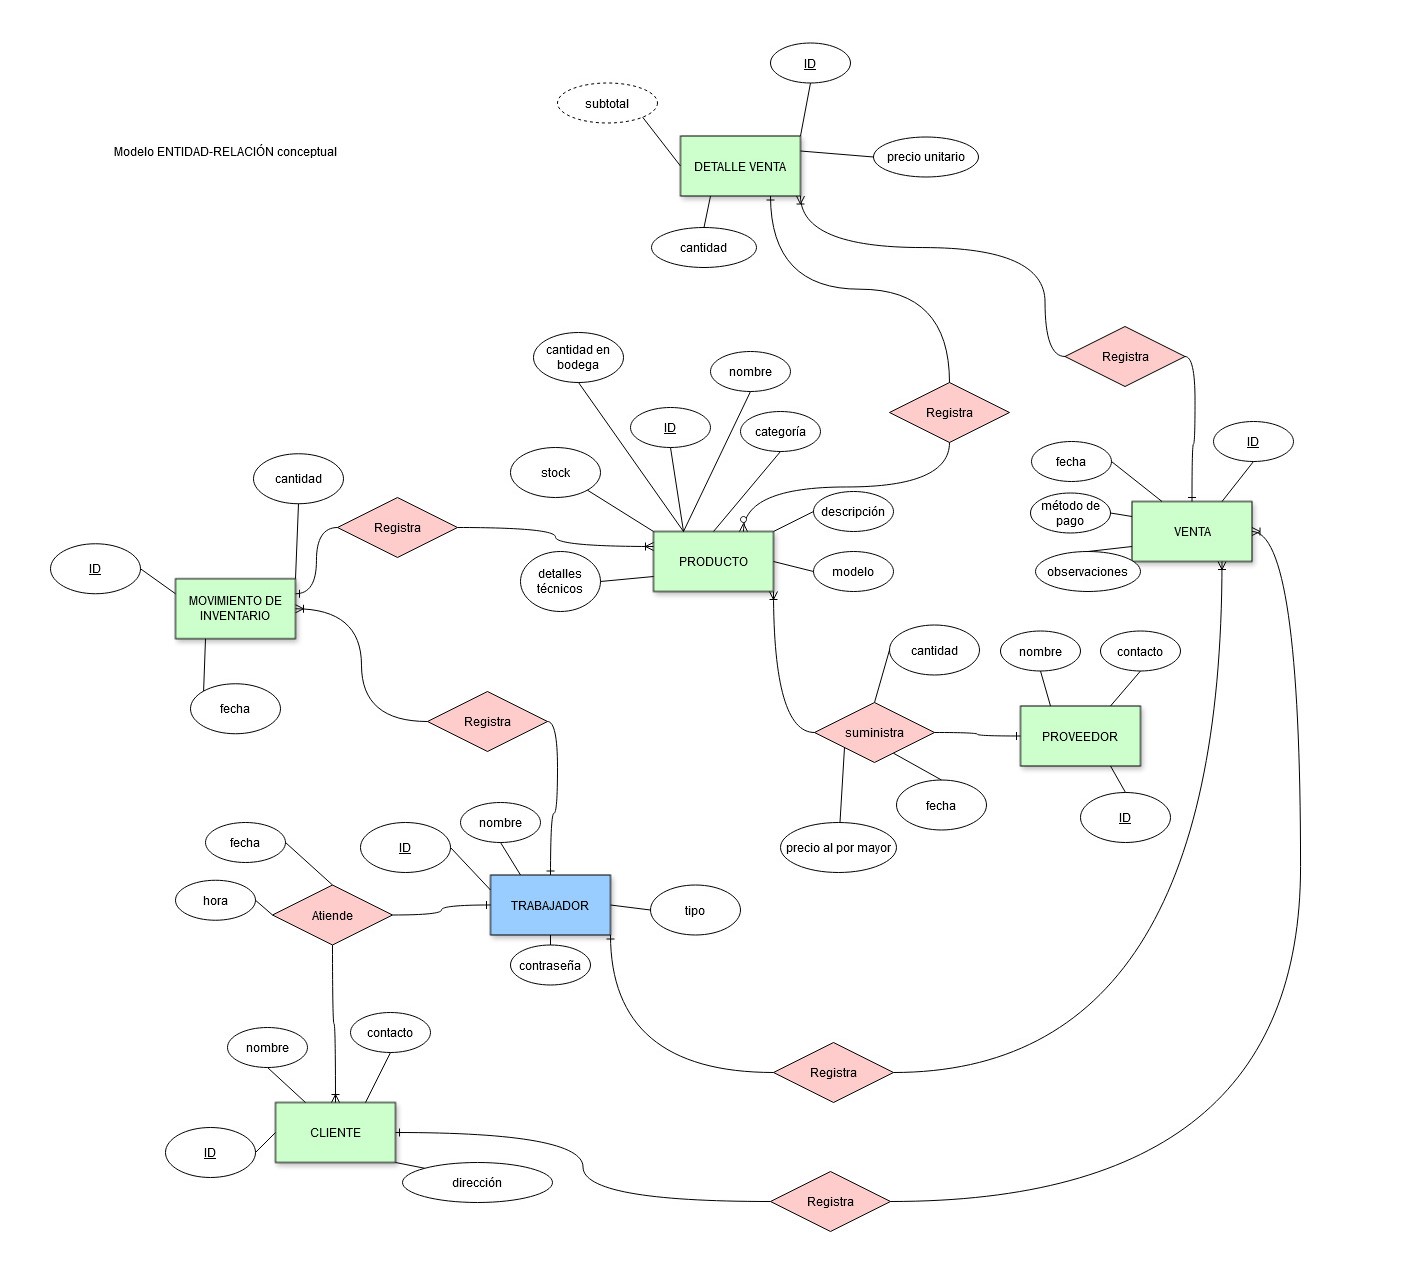 ID
subtotal
Modelo ENTIDAD-RELACIÓN conceptual
DETALLE VENTA
precio unitario
cantidad
cantidad en
bodega
nombre
Registra
Registra
ID
categoría
ID
fecha
stock
cantidad
descripción
método de
pago
Registra
VENTA
PRODUCTO
detalles
técnicos
modelo
observaciones
ID
MOVIMIENTO DE
INVENTARIO
cantidad
nombre
contacto
fecha
Registra
suministra
PROVEEDOR
fecha
ID
nombre
precio al por mayor
fecha
ID
hora
Atiende
TRABAJADOR
tipo
contraseña
nombre
contacto
Registra
CLIENTE
ID
dirección
Registra